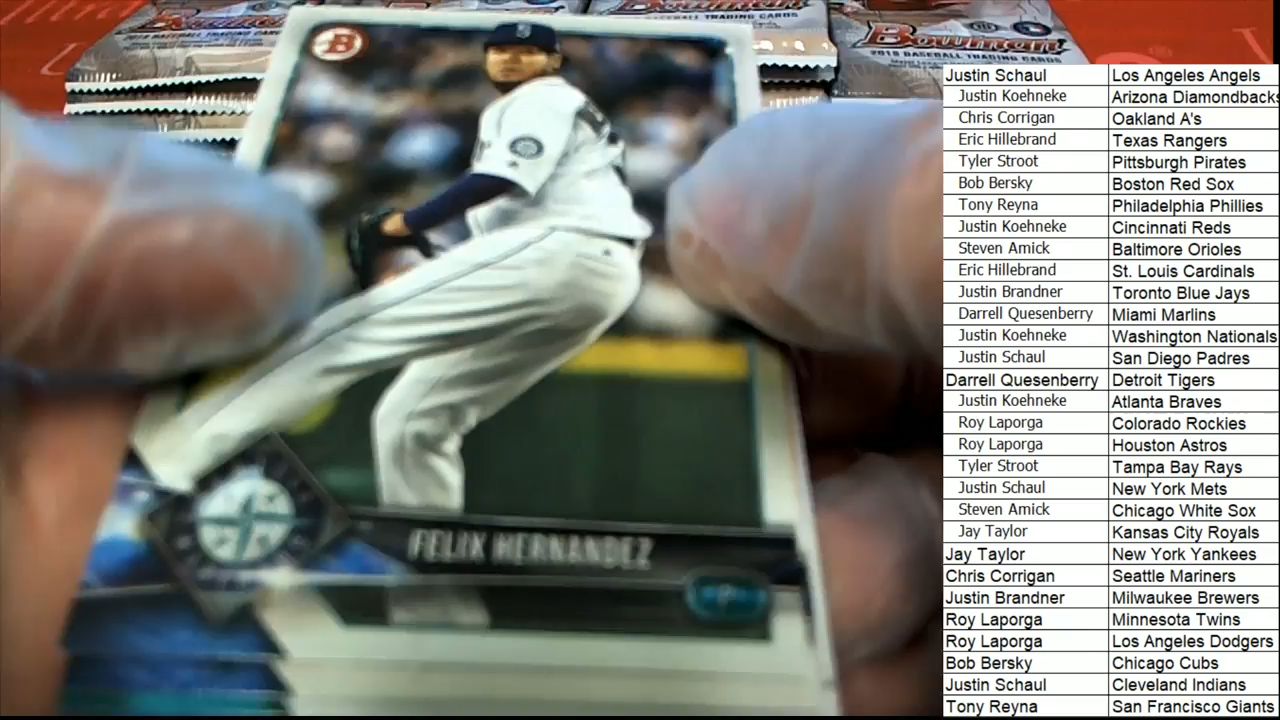 Bowman
2018 BASEBALL TRADING CARDS
B
FELIX HERNANDEZ
P
Justin Schaul Los Angeles Angels
Justin Koehneke Arizona Diamondbacks
Chris Corrigan Oakland A's
Eric Hillebrand Texas Rangers
Tyler Stroot Pittsburgh Pirates
Bob Bersky Boston Red Sox
Tony Reyna Philadelphia Phillies
Justin Koehneke Cincinnati Reds
Steven Amick Baltimore Orioles
Eric Hillebrand St. Louis Cardinals
Justin Brandner Toronto Blue Jays
Darrell Quesenberry Miami Marlins
Justin Koehneke Washington Nationals
Justin Schaul San Diego Padres
Darrell Quesenberry Detroit Tigers
Justin Koehneke Atlanta Braves
Roy Laporga Colorado Rockies
Roy Laporga Houston Astros
Tyler Stroot Tampa Bay Rays
Justin Schaul New York Mets
Steven Amick Chicago White Sox
Jay Taylor Kansas City Royals
Jay Taylor New York Yankees
Chris Corrigan Seattle Mariners
Justin Brandner Milwaukee Brewers
Roy Laporga Minnesota Twins
Roy Laporga Los Angeles Dodgers
Bob Bersky Chicago Cubs
Justin Schaul Cleveland Indians
Tony Reyna San Francisco Giants